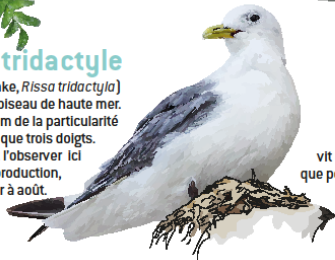 tridactyle
ake, Rissa tridactyla)
oiseau de haute mer.
m de la particularité
que trois doigts.
l'observer ici
production,
r à août.
vit
que pe